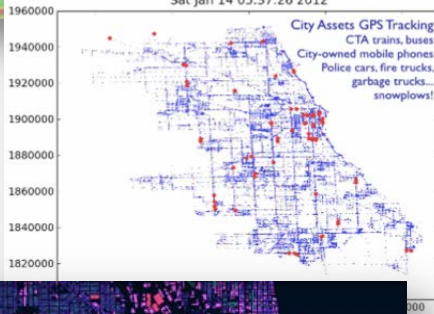 Sat Jan 14 05:37:26 2012
City Assets GPS Tracking
CTA trains, buses
City-owned mobile phones
Police cars, fire trucks,
garbage trucks...
snowplows!
1960000
1940000
1920000
1900000
1880000
1860000
1840000
1820000
000